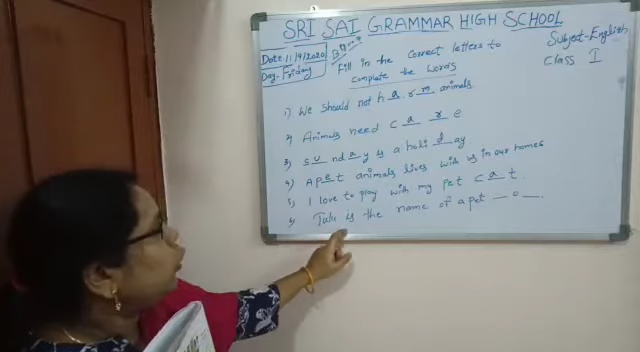 SRI SAI GRAMMAR HIGH SCHOOL
Date: 11/9/2020
Day: Friday
Subject-English
class I
Fill in the correct letters to
complete the words
1) We should not h a r m animals.
2) Animals need c a r e
3) s u nd a y is a holi d ay
4) A p e t animals lives with us in our homes
5) I love to play with my pet c a t.
6) is the name of a pet _ o _.